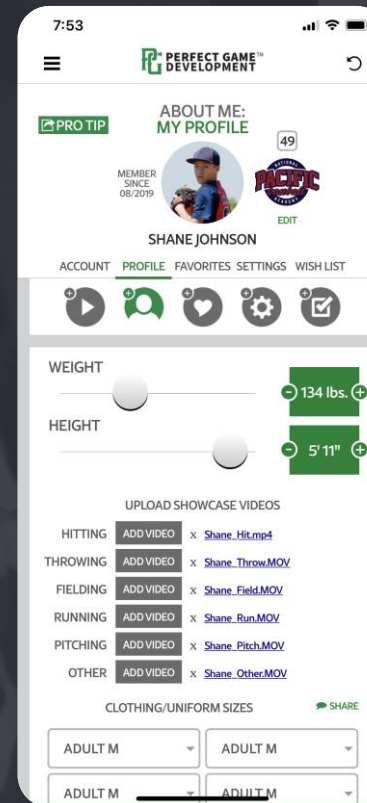 7:53
PERFECT GAME™
DEVELOPMENT
PRO TIP
ABOUT ME:
MY PROFILE
MEMBER
SINCE
08/2019
49
NATIONAL
PACIFIC
ACADEMY
EDIT
SHANE JOHNSON
ACCOUNT PROFILE FAVORITES SETTINGS WISH LIST
WEIGHT
- 134 lbs. +
HEIGHT
- 5' 11" +
UPLOAD SHOWCASE VIDEOS
HITTING ADD VIDEO x Shane_Hit.mp4
THROWING ADD VIDEO x Shane_Throw.MOV
FIELDING ADD VIDEO x Shane_Field.MOV
RUNNING ADD VIDEO x Shane_Run.MOV
PITCHING ADD VIDEO x Shane_Pitch.MOV
OTHER ADD VIDEO x Shane_Other.MOV
CLOTHING/UNIFORM SIZES SHARE
ADULT M ADULT M
ADULT M ADULT M